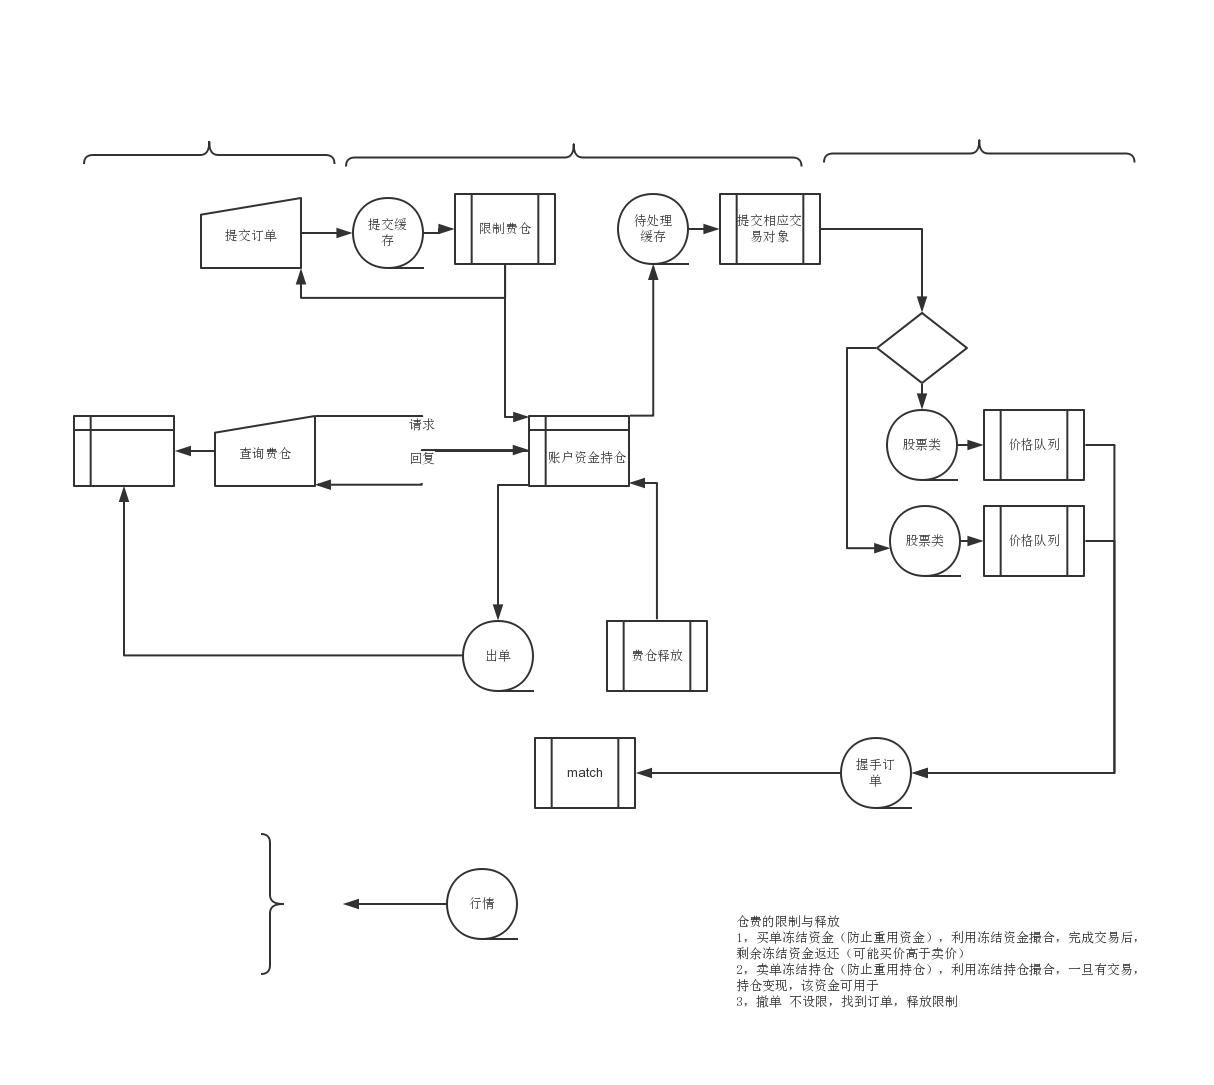 提交订单
提交缓
存
限制费仓
待处理
缓存
提交相应交
易对象
请求
查询费仓
回复
账户资金持仓
股票类
价格队列
股票类
价格队列
出单
费仓释放
match
握手订
单
行情
仓费的限制与释放
1，买单冻结资金（防止重用资金），利用冻结资金撮合，完成交易后，
剩余冻结资金返还（可能买价高于卖价）
2，卖单冻结持仓（防止重用持仓），利用冻结持仓撮合，一旦有交易，
持仓变现，该资金可用于
3，撤单 不设限，找到订单，释放限制